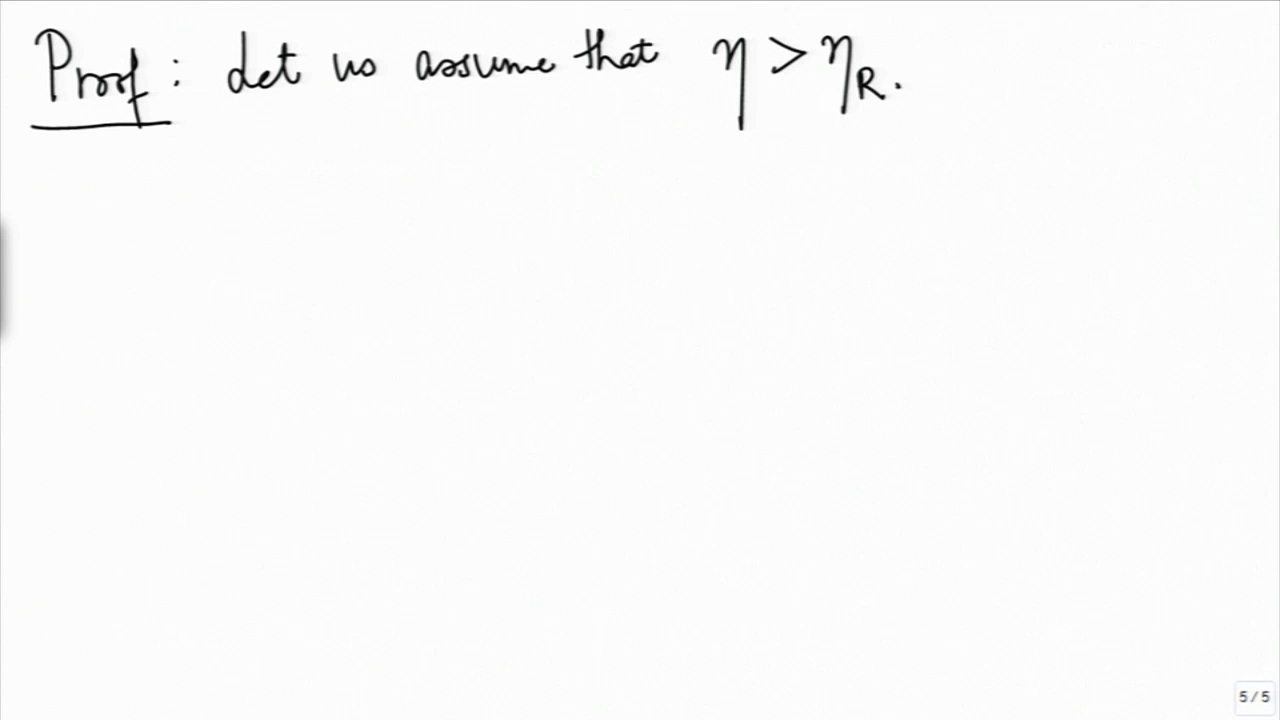 Proof: Let us assume that η > η_R.
5/5